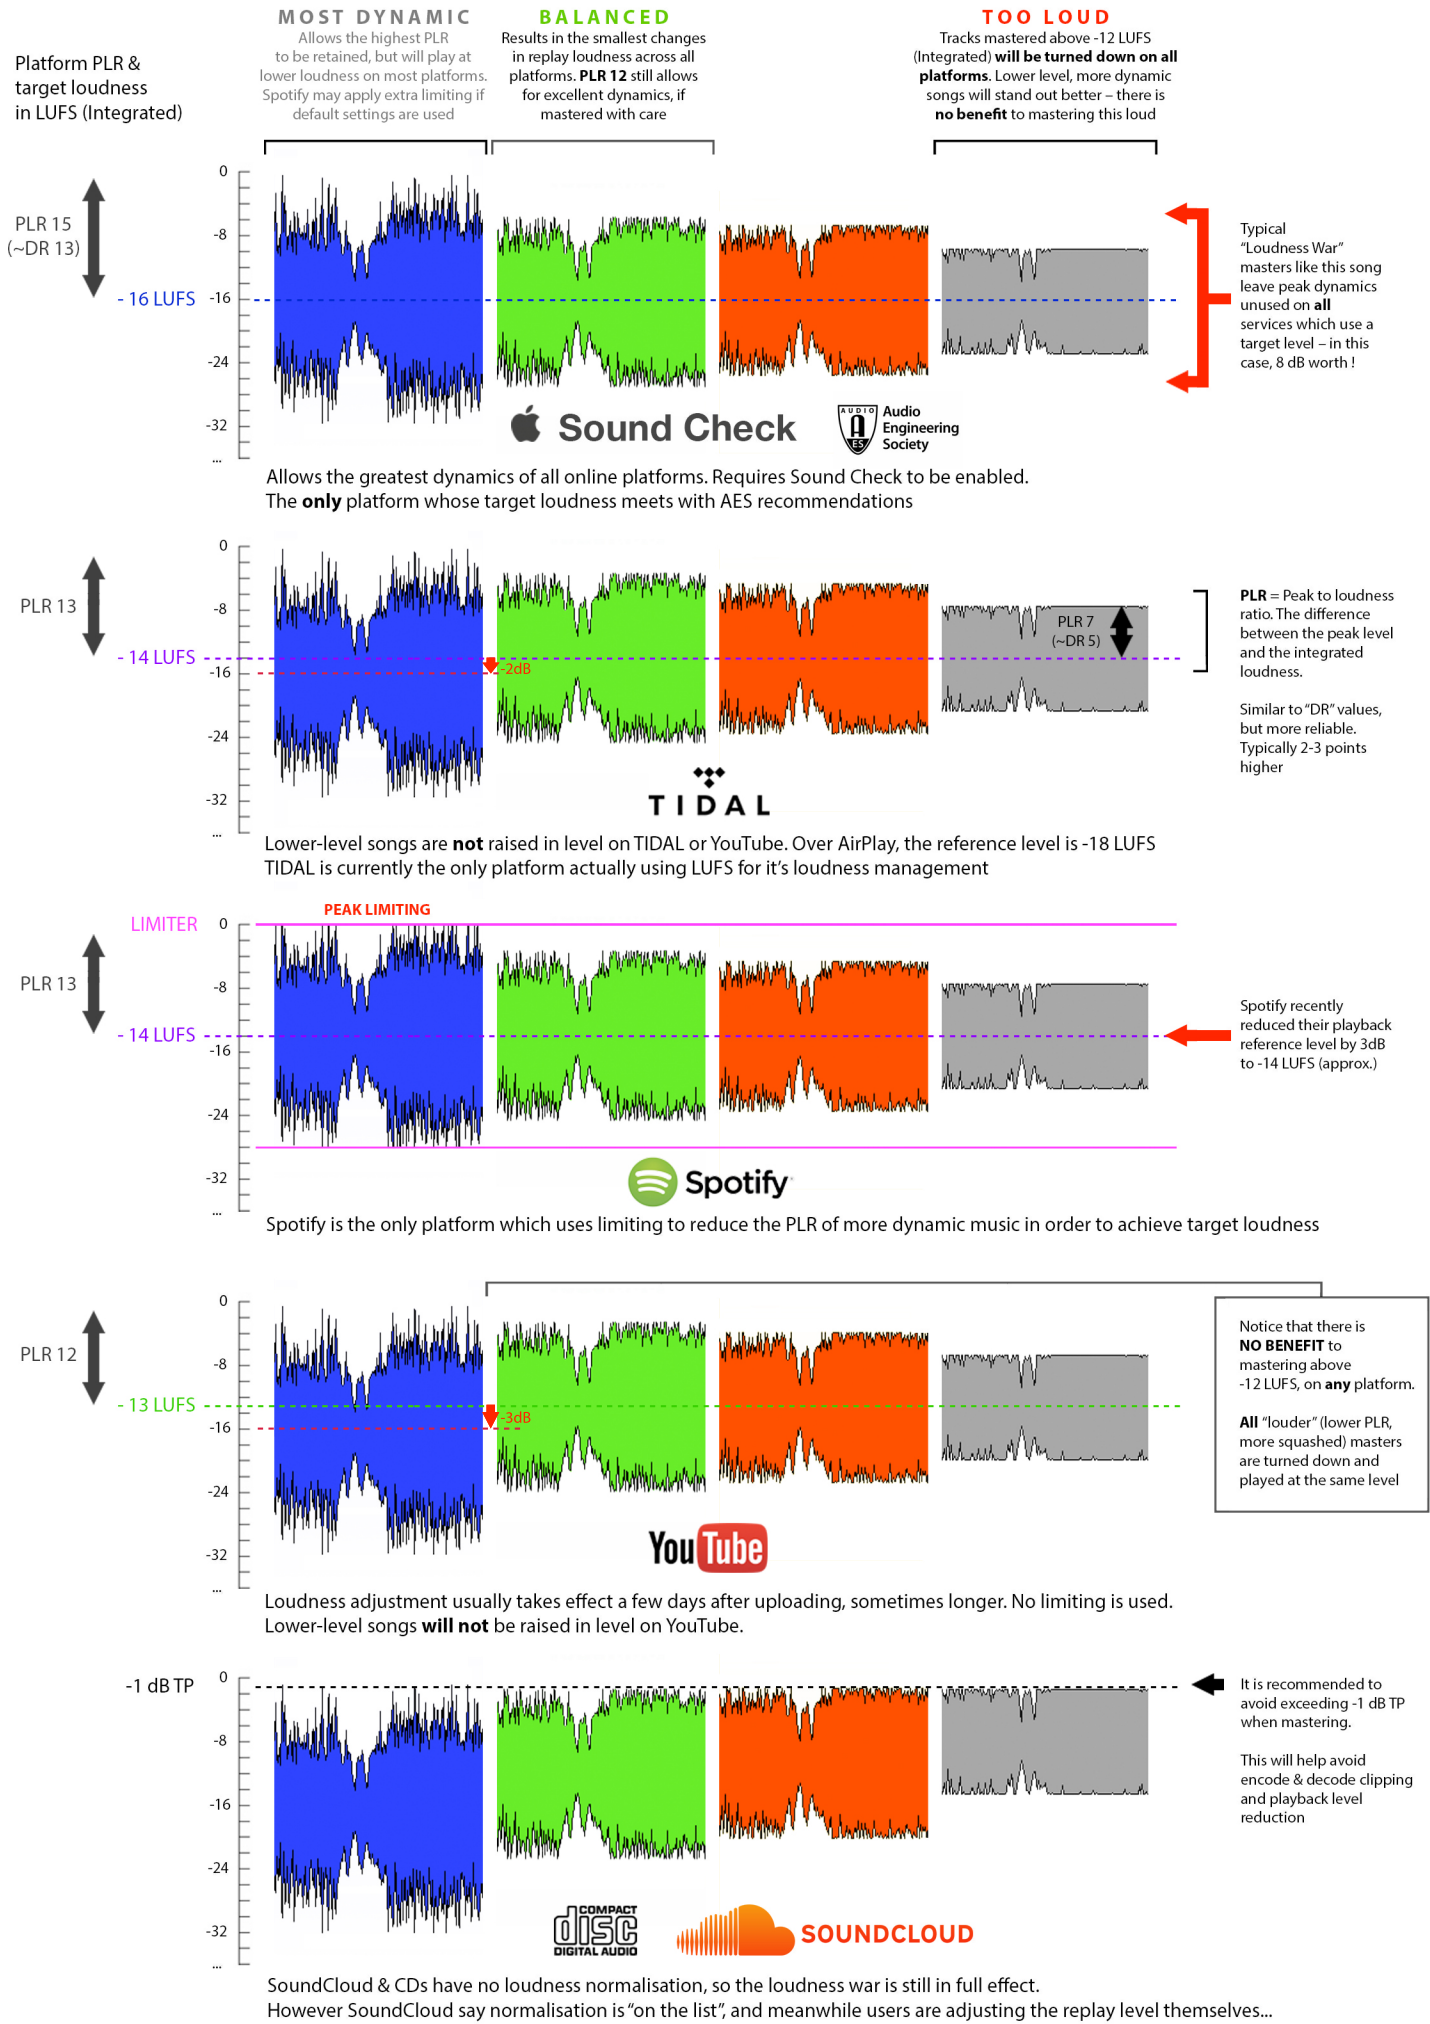 MOST DYNAMIC
Allows the highest PLR
to be retained, but will play at
lower loudness on most platforms.
Spotify may apply extra limiting if
default settings are used
BALANCED
Results in the smallest changes
in replay loudness across all
platforms. PLR 12 still allows
for excellent dynamics, if
mastered with care
TOO LOUD
Tracks mastered above -12 LUFS
(Integrated) will be turned down on all
platforms. Lower level, more dynamic
songs will stand out better – there is
no benefit to mastering this loud
Platform PLR &
target loudness
in LUFS (Integrated)
PLR 15
(~DR 13)
- 16 LUFS
0
-8
-16
-24
-32
...
Typical
“Loudness War”
masters like this song
leave peak dynamics
unused on all
services which use a
target level – in this
case, 8 dB worth !
Sound Check
AUDIO
A
ES
Audio
Engineering
Society
Allows the greatest dynamics of all online platforms. Requires Sound Check to be enabled.
The only platform whose target loudness meets with AES recommendations
PLR 13
- 14 LUFS
0
-8
-16
-24
-32
...
-2dB
PLR 7
(~DR 5)
PLR = Peak to loudness
ratio. The difference
between the peak level
and the integrated
loudness.
Similar to “DR” values,
but more reliable.
Typically 2-3 points
higher
TIDAL
Lower-level songs are not raised in level on TIDAL or YouTube. Over AirPlay, the reference level is -18 LUFS
TIDAL is currently the only platform actually using LUFS for it’s loudness management
LIMITER
PEAK LIMITING
PLR 13
- 14 LUFS
0
-8
-16
-24
-32
...
Spotify recently
reduced their playback
reference level by 3dB
to -14 LUFS (approx.)
Spotify
Spotify is the only platform which uses limiting to reduce the PLR of more dynamic music in order to achieve target loudness
PLR 12
- 13 LUFS
0
-8
-16
-24
-32
...
-3dB
Notice that there is
NO BENEFIT to
mastering above
-12 LUFS, on any platform.
All “louder” (lower PLR,
more squashed) masters
are turned down and
played at the same level
YouTube
Loudness adjustment usually takes effect a few days after uploading, sometimes longer. No limiting is used.
Lower-level songs will not be raised in level on YouTube.
-1 dB TP
0
-8
-16
-24
-32
...
It is recommended to
avoid exceeding -1 dB TP
when mastering.
This will help avoid
encode & decode clipping
and playback level
reduction
COMPACT
disc
DIGITAL AUDIO
SOUNDCLOUD
SoundCloud & CDs have no loudness normalisation, so the loudness war is still in full effect.
However SoundCloud say normalisation is “on the list”, and meanwhile users are adjusting the replay level themselves...